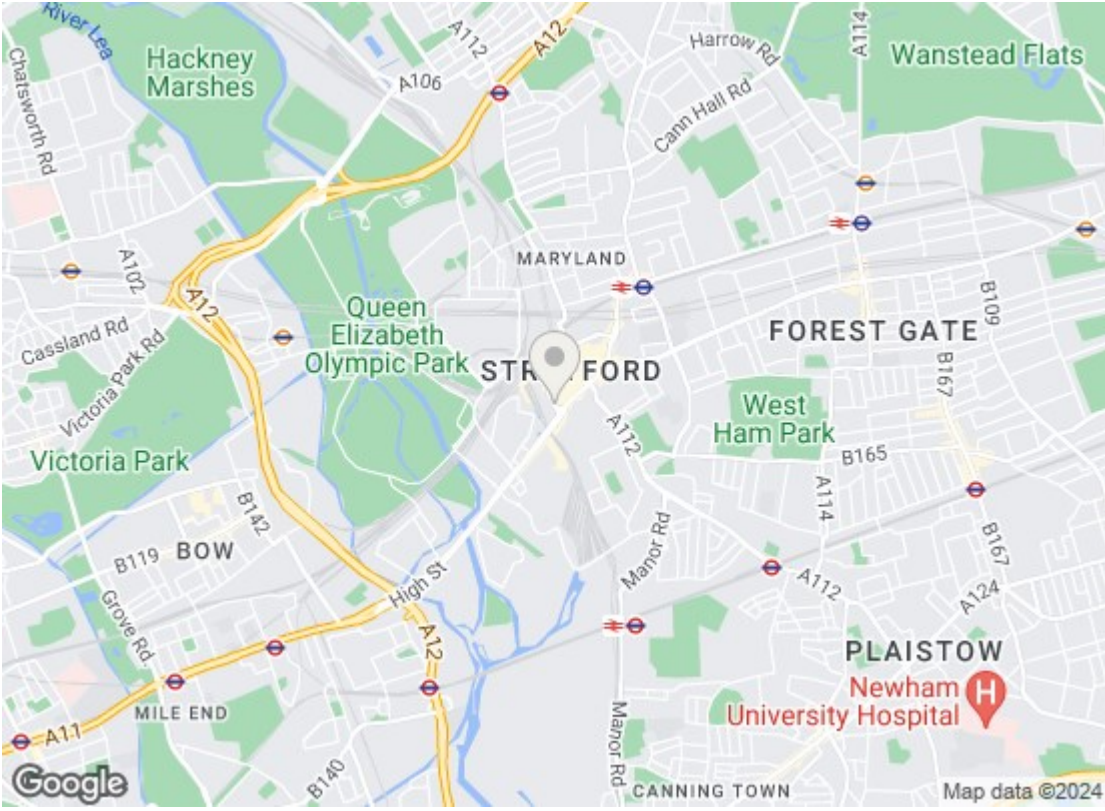 River Lea
Hackney
Marshes
Chatsworth Rd
A106
A112
A12
Harrow Rd
A114
Wanstead Flats
Cann Hall Rd
MARYLAND
A102
A12
Cassland Rd
Victoria Park Rd
Queen
Elizabeth
Olympic Park
STR FORD
FOREST GATE
B109
B167
A112
West
Ham Park
B165
A114
Victoria Park
B142
B119
BOW
Grove Rd
High St
A12
Manor Rd
A112
B167
A124
PLAISTOW
Newham
University Hospital
H
MILE END
A11
B140
Manor Rd
CANNING TOWN
Google
Map data ©2024